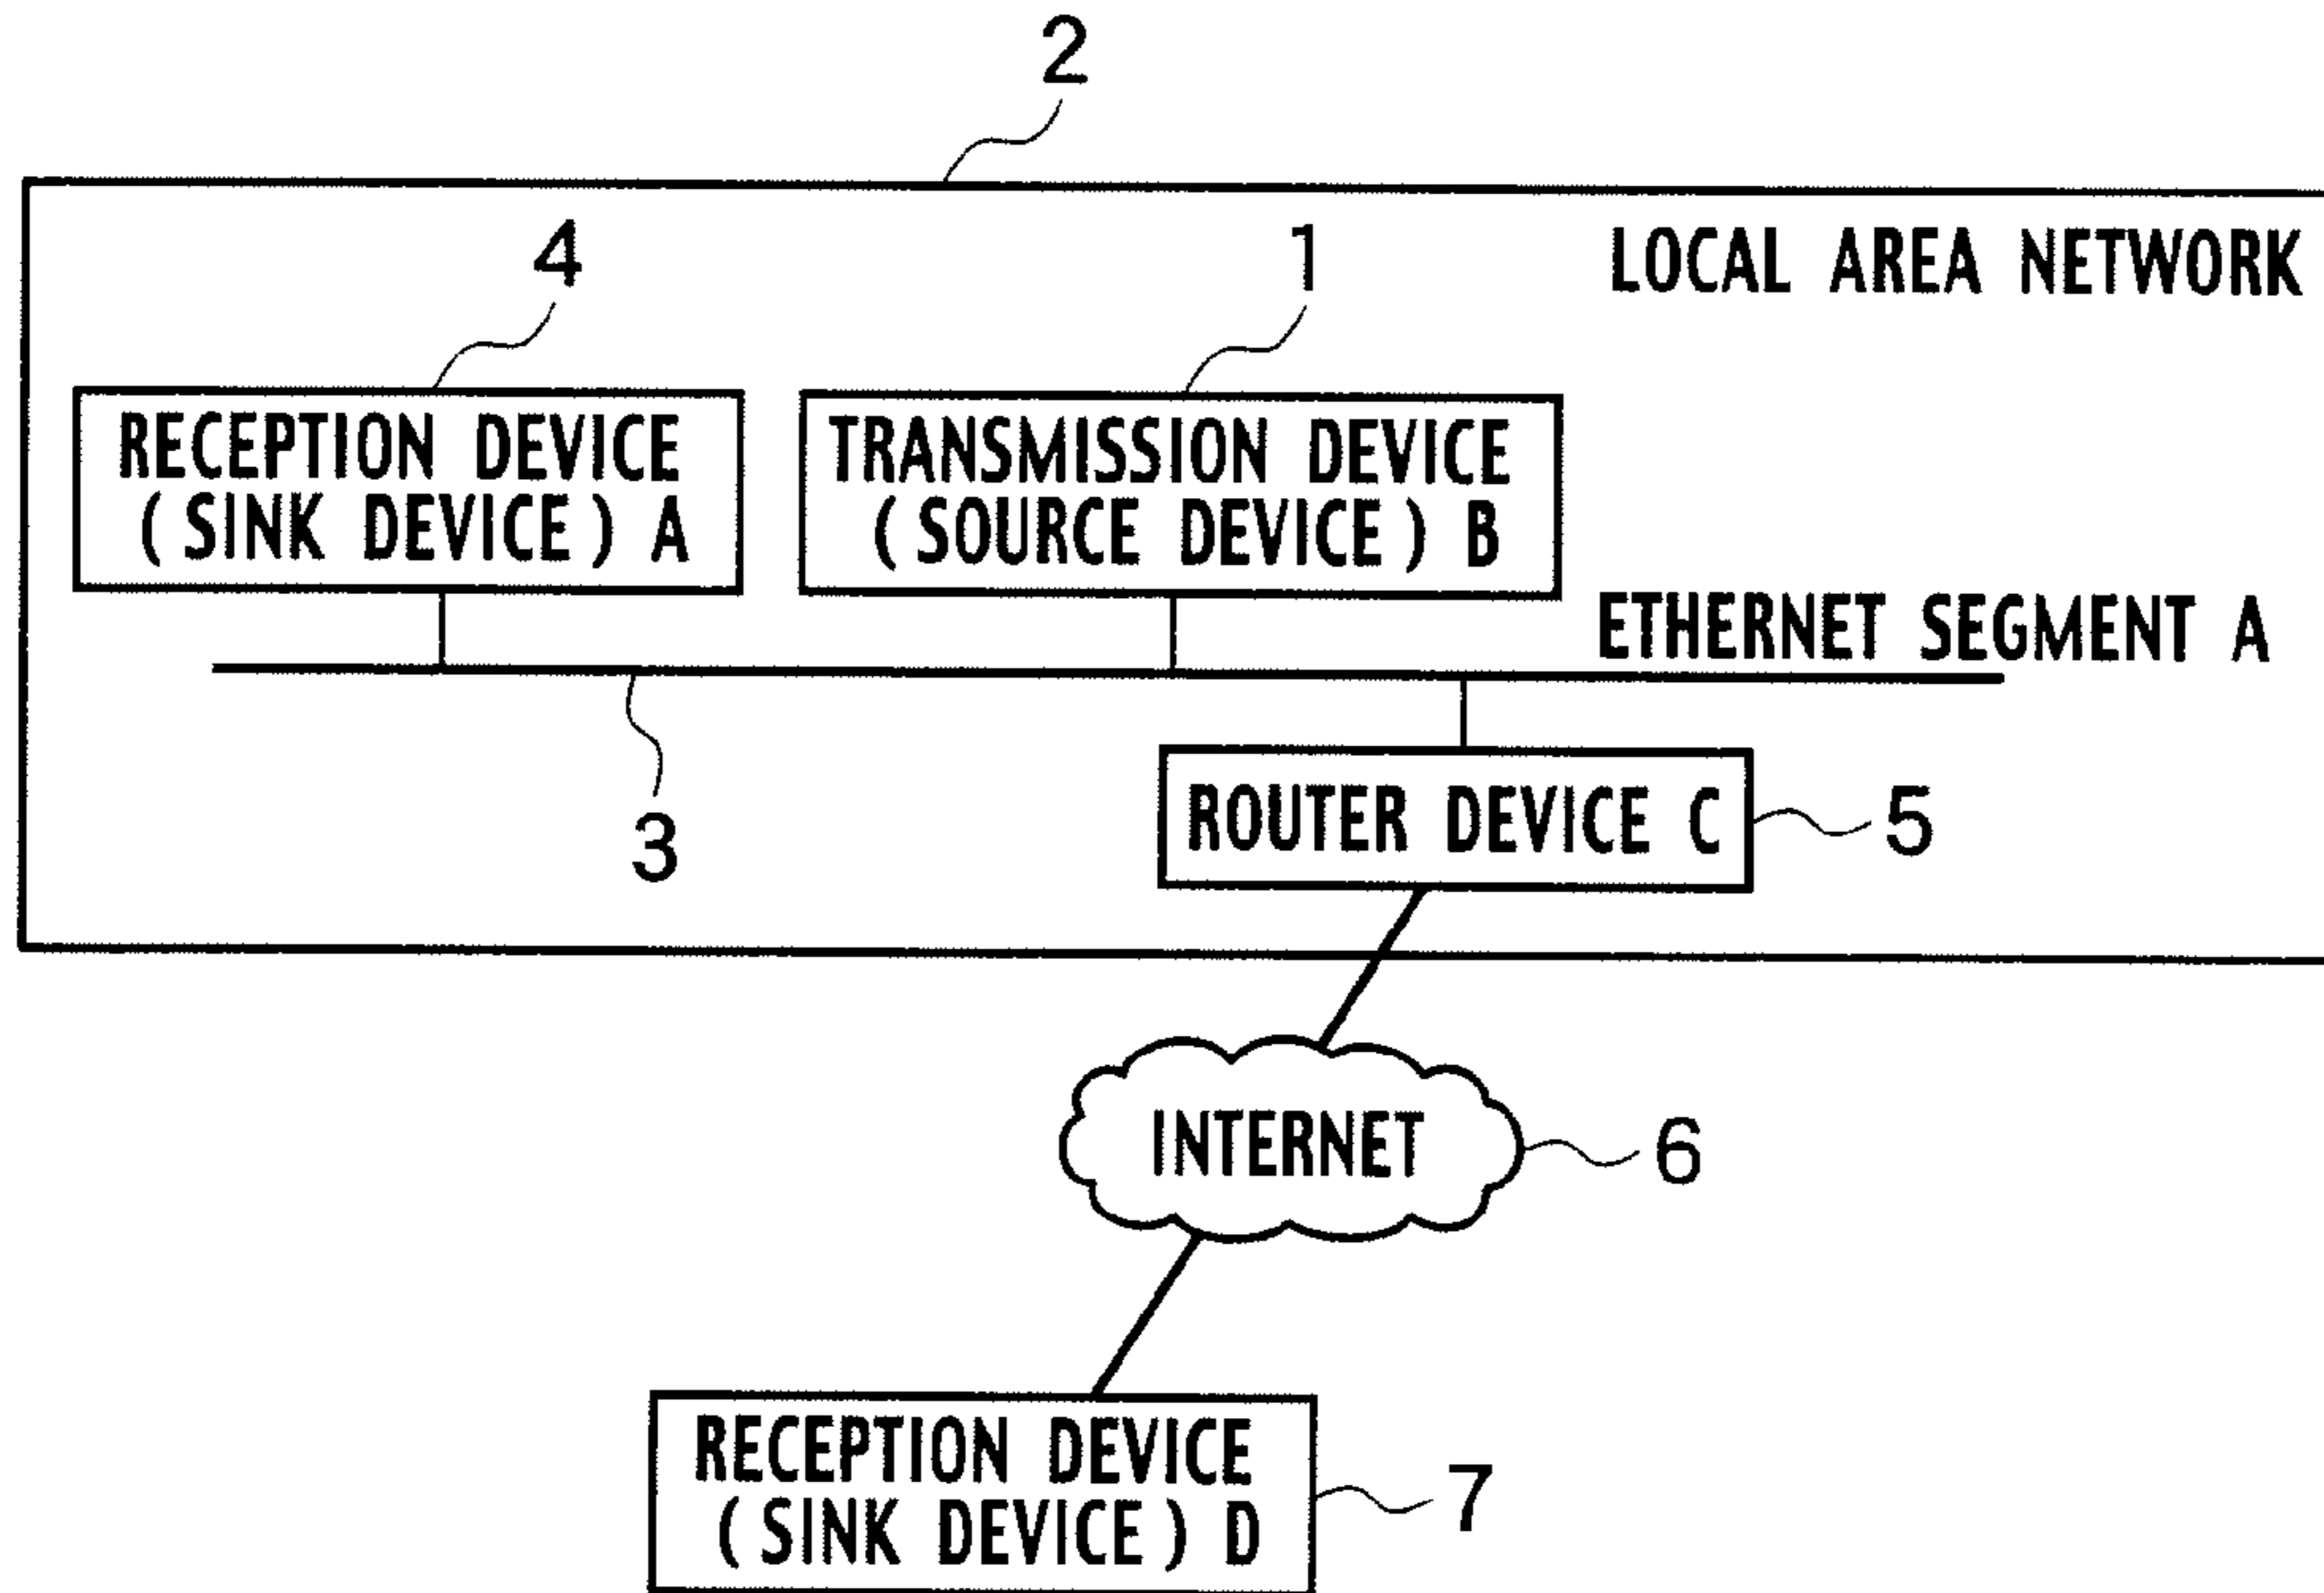 2
LOCAL AREA NETWORK
4
1
RECEPTION DEVICE
(SINK DEVICE) A
TRANSMISSION DEVICE
(SOURCE DEVICE) B
ETHERNET SEGMENT A
3
ROUTER DEVICE C
5
INTERNET
6
RECEPTION DEVICE
(SINK DEVICE) D
7